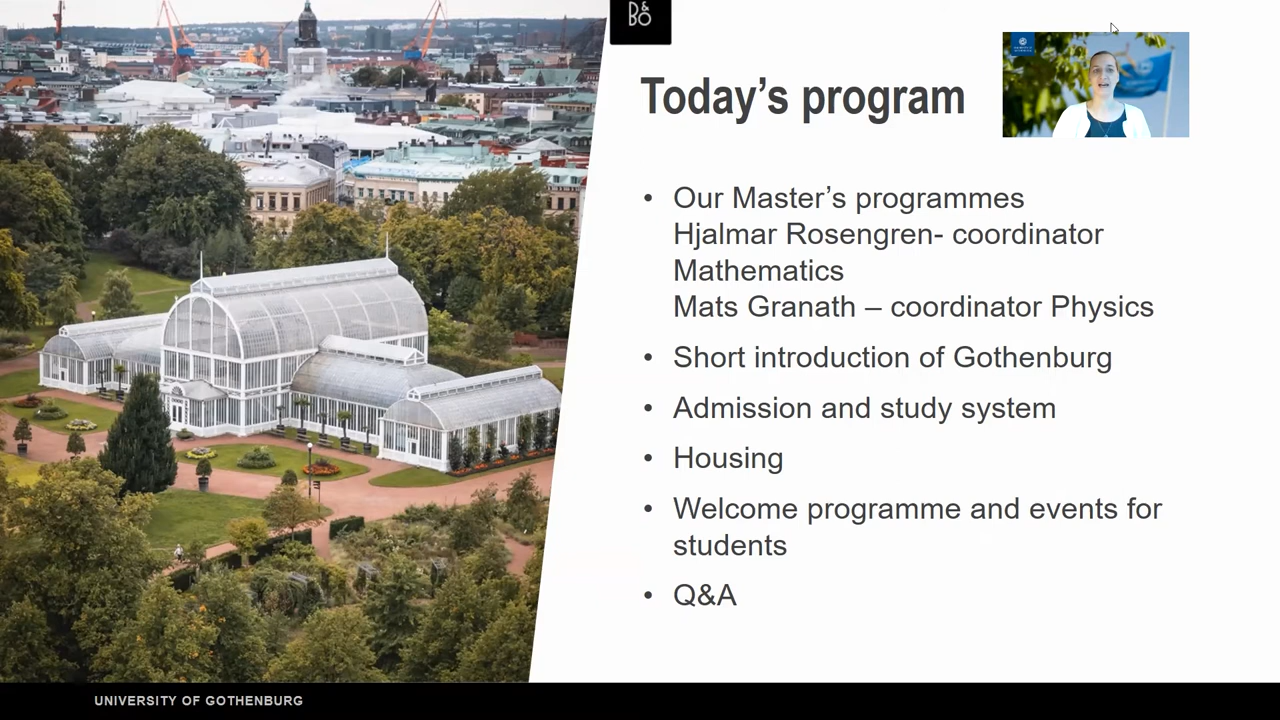 B&
BO
Today's program
• Our Master's programmes
Hjalmar Rosengren- coordinator
Mathematics
Mats Granath – coordinator Physics
• Short introduction of Gothenburg
• Admission and study system
• Housing
• Welcome programme and events for
students
• Q&A
UNIVERSITY OF GOTHENBURG